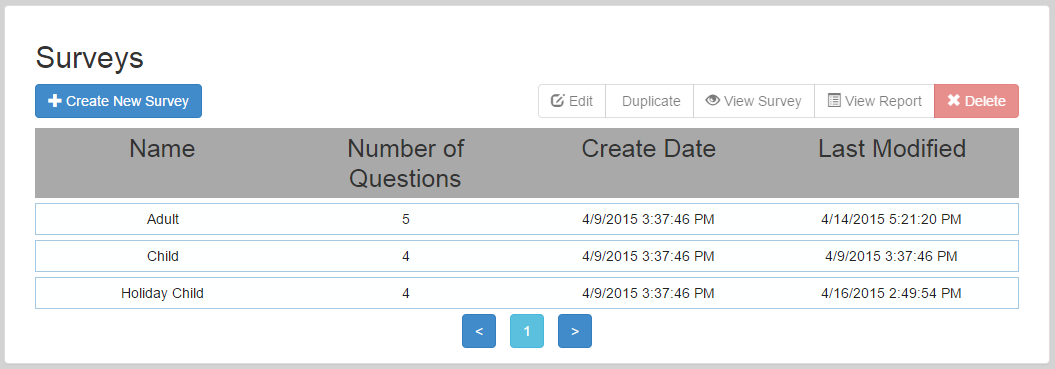 Surveys
Create New Survey Edit Duplicate View Survey View Report Delete
Name Number of Questions Create Date Last Modified
Adult 5 4/9/2015 3:37:46 PM 4/14/2015 5:21:20 PM
Child 4 4/9/2015 3:37:46 PM 4/9/2015 3:37:46 PM
Holiday Child 4 4/9/2015 3:37:46 PM 4/16/2015 2:49:54 PM
< 1 >